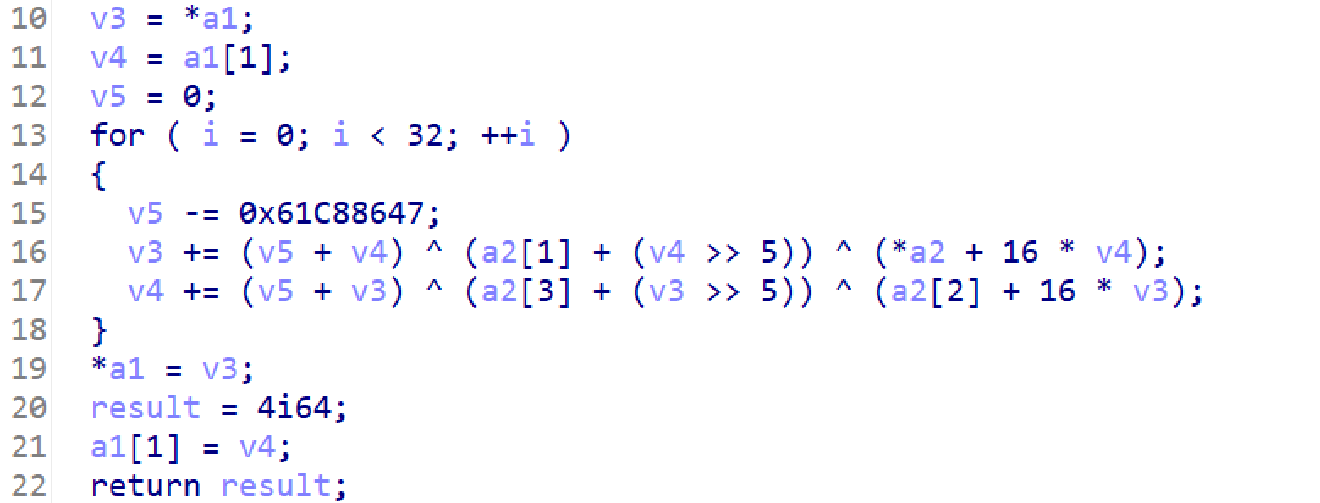 10 v3 = *a1;
11 v4 = a1[1];
12 v5 = 0;
13 for ( i = 0; i < 32; ++i )
14 {
15 v5 -= 0x61C88647;
16 v3 += (v5 + v4) ^ (a2[1] + (v4 >> 5)) ^ (*a2 + 16 * v4);
17 v4 += (v5 + v3) ^ (a2[3] + (v3 >> 5)) ^ (a2[2] + 16 * v3);
18 }
19 *a1 = v3;
20 result = 4i64;
21 a1[1] = v4;
22 return result;